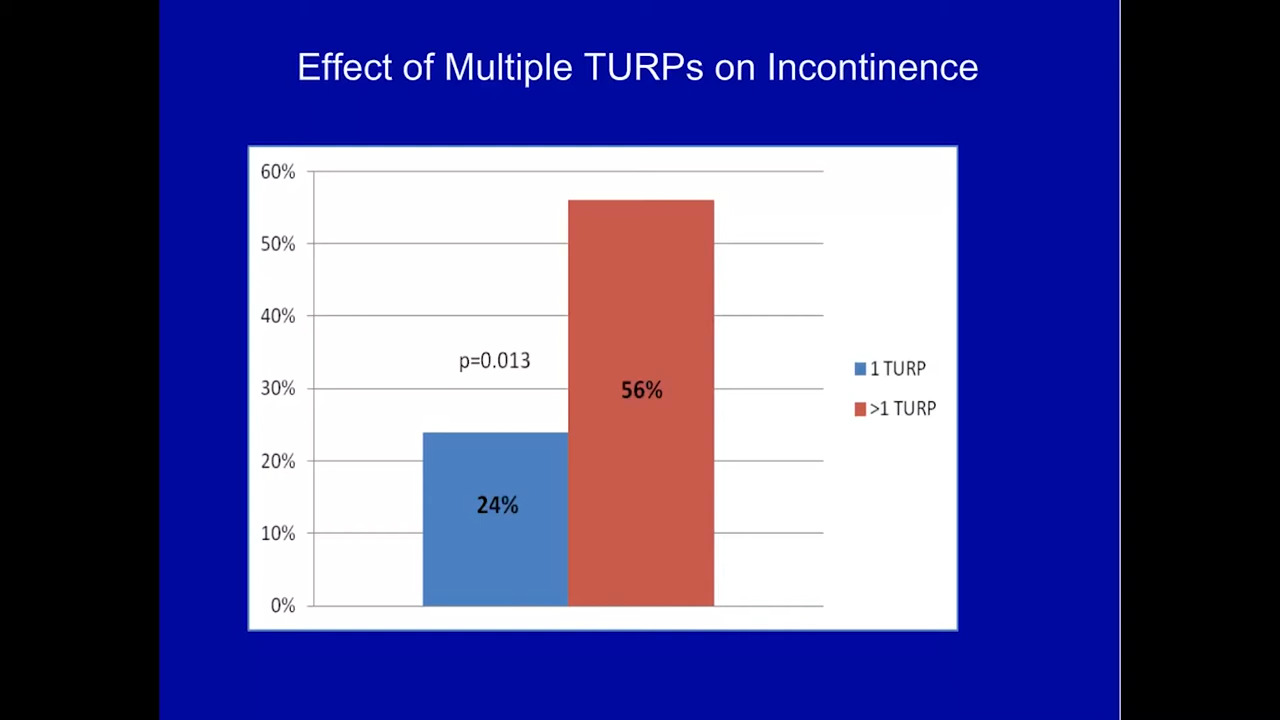 Effect of Multiple TURPs on Incontinence
60%
50%
40%
p=0.013
30%
56%
1 TURP
>1 TURP
20%
24%
10%
0%